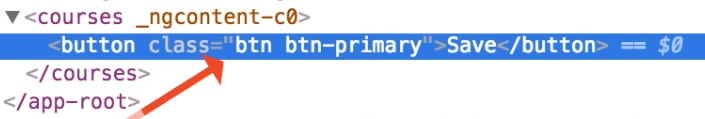 ▼<courses _ngcontent-c0>
<button class="btn btn-primary">Save</button> == $0
</courses>
</app-root>